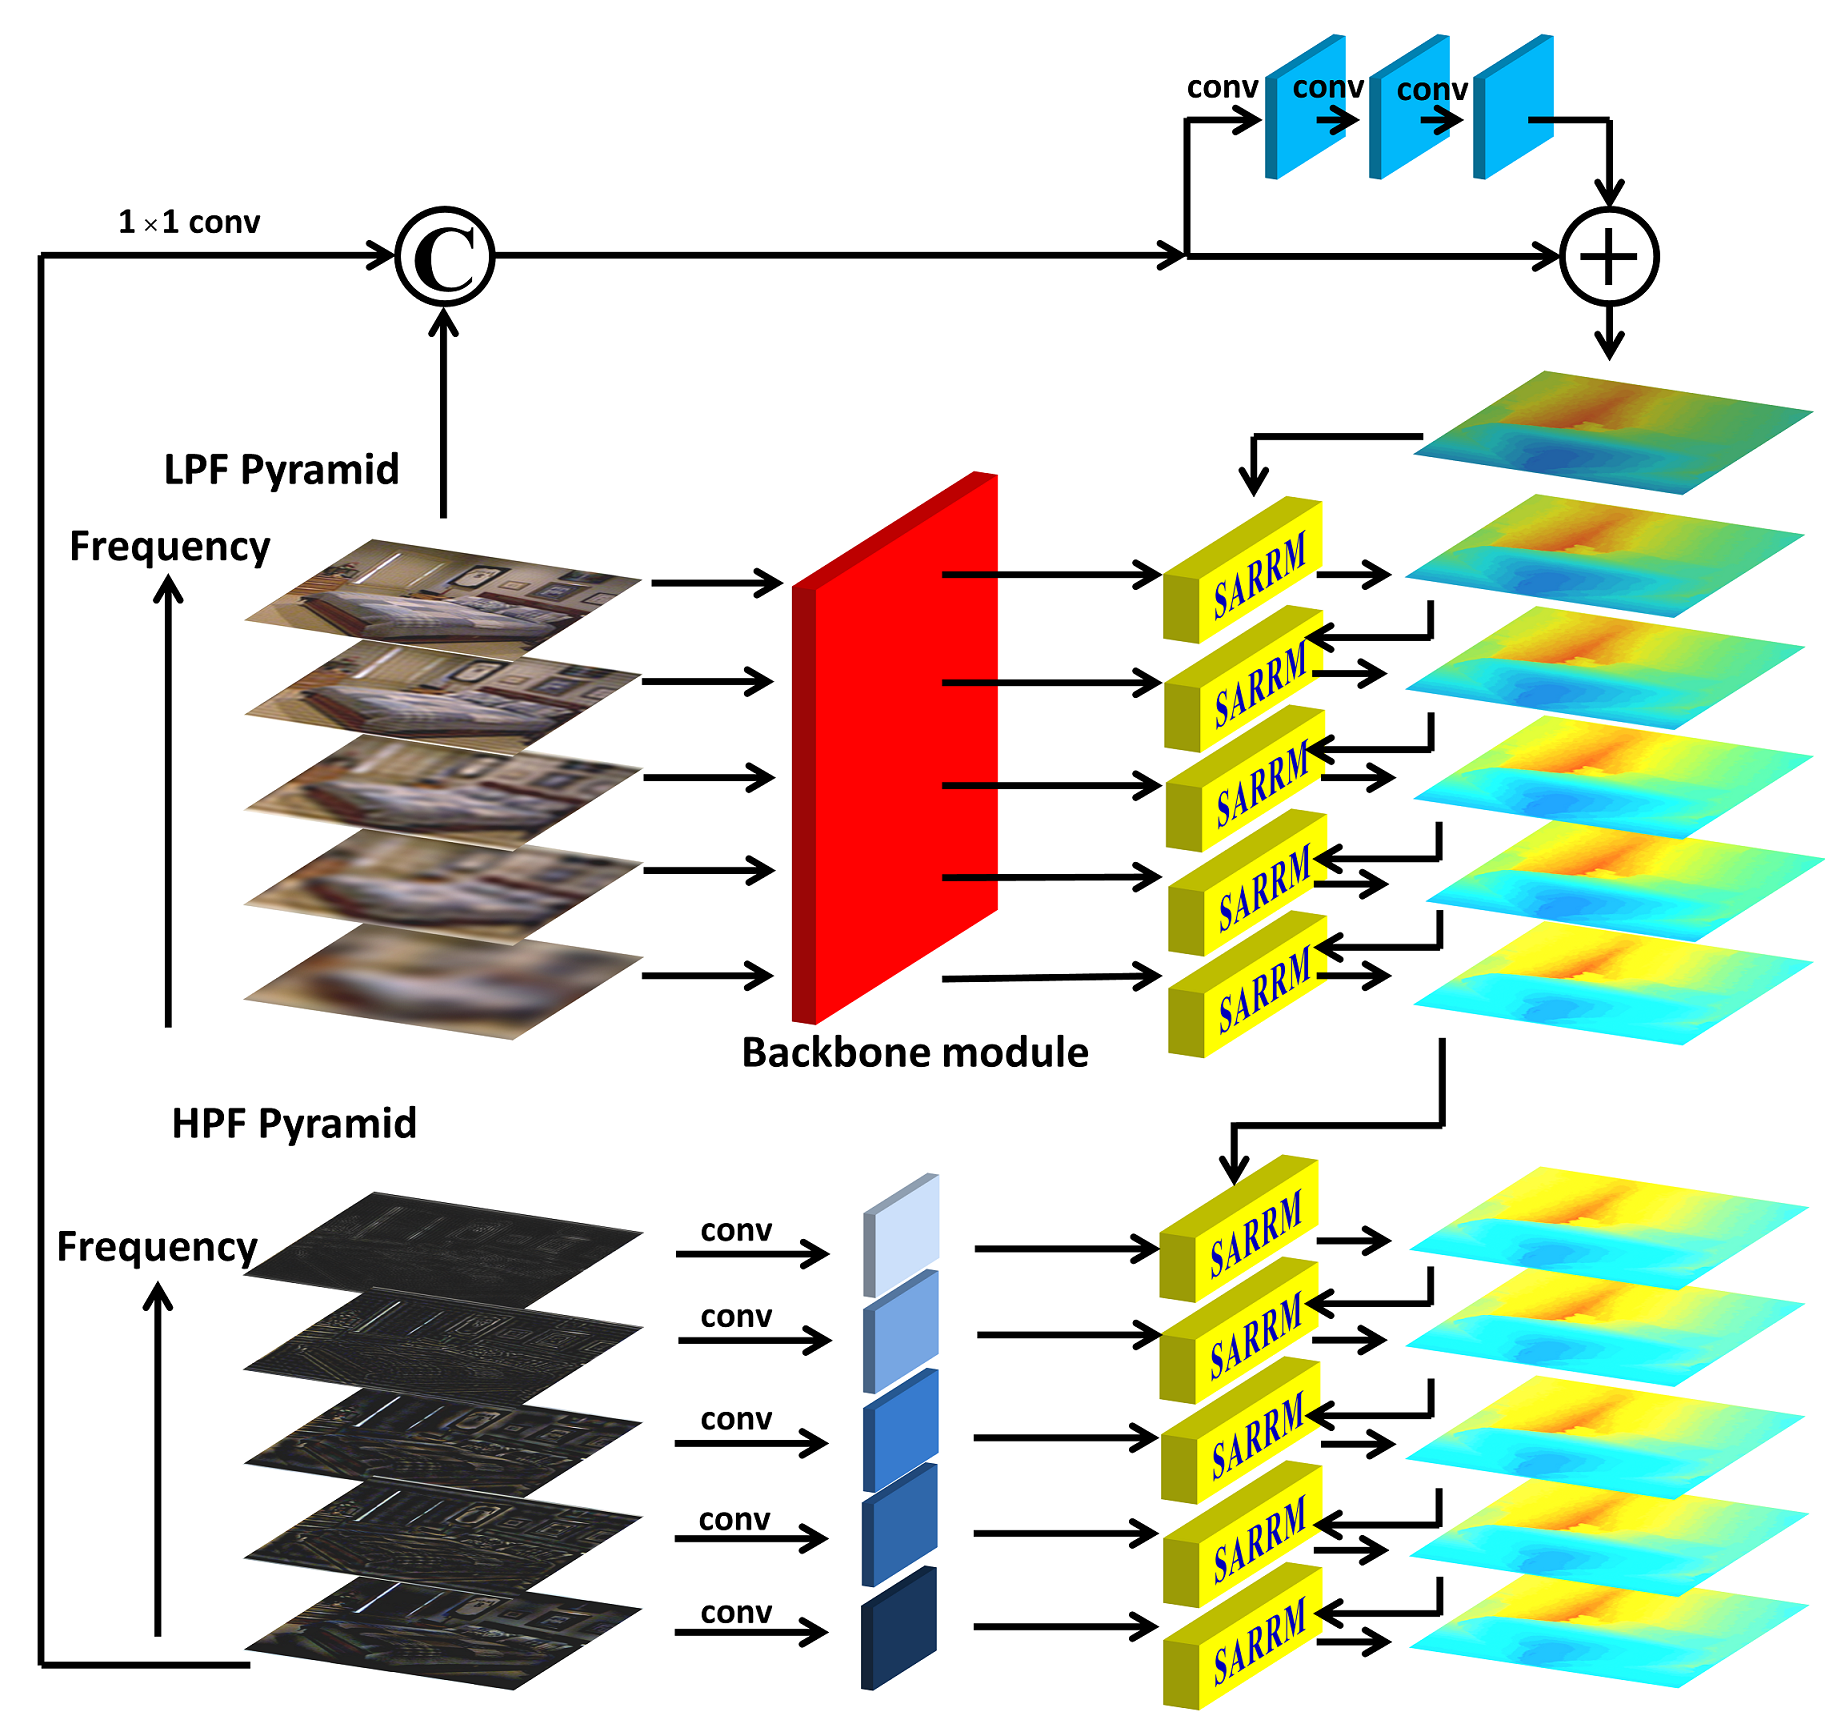 conv conv conv
1 ×1 conv
C
+
LPF Pyramid
Frequency
SARRM
SARRM
SARRM
SARRM
SARRM
Backbone module
HPF Pyramid
Frequency
conv
SARRM
conv
SARRM
conv
SARRM
conv
SARRM
conv
SARRM